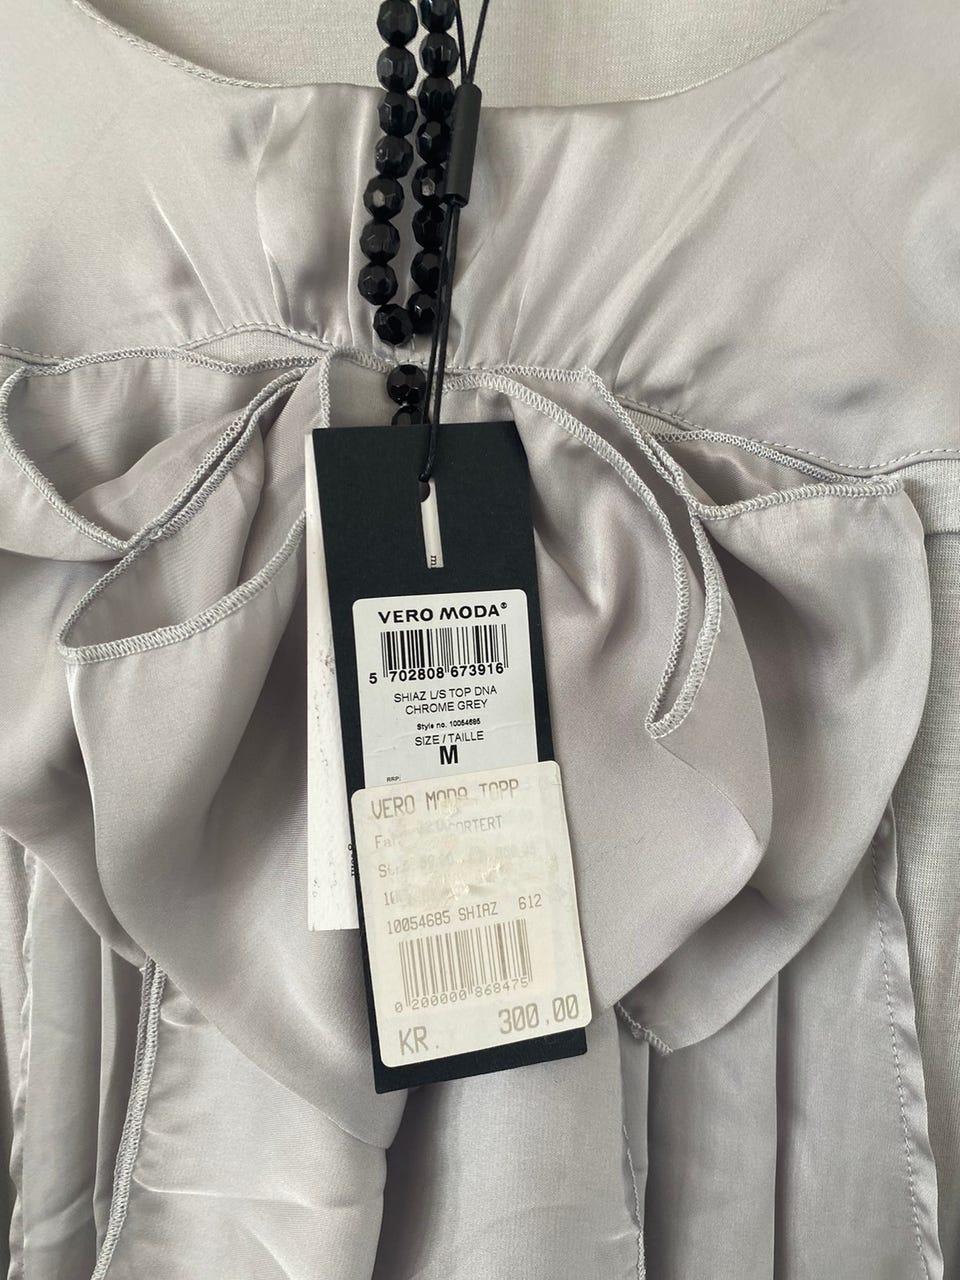 VERO MODA®
5 702808 673916
SHIAZ L/S TOP DNA
CHROME GREY
Style no. 10054685
SIZE / TAILLE
M
RRP:
VERO MODA TOPP
10054685 SHIAZ 612
0 200000 868475
KR. 300.00